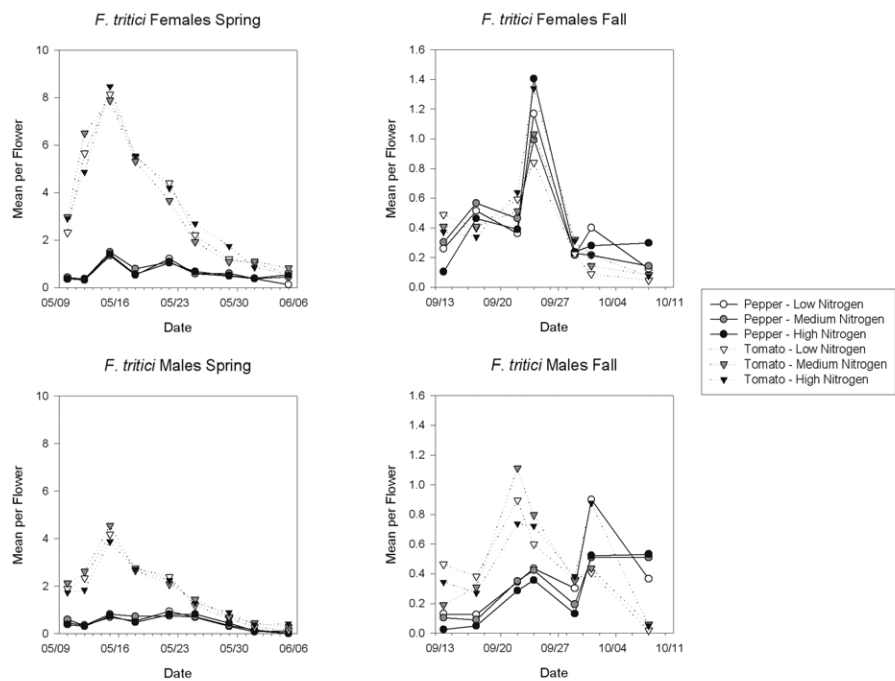 F. tritici Females Spring
10
8
6
4
2
0
Mean per Flower
05/09 05/16 05/23 05/30 06/06
Date
F. tritici Females Fall
1.6
1.4
1.2
1.0
0.8
0.6
0.4
0.2
0.0
Mean per Flower
09/13 09/20 09/27 10/04 10/11
Date
Pepper - Low Nitrogen
Pepper - Medium Nitrogen
Pepper - High Nitrogen
Tomato - Low Nitrogen
Tomato - Medium Nitrogen
Tomato - High Nitrogen
F. tritici Males Spring
10
8
6
4
2
0
Mean per Flower
05/09 05/16 05/23 05/30 06/06
Date
F. tritici Males Fall
1.6
1.4
1.2
1.0
0.8
0.6
0.4
0.2
0.0
Mean per Flower
09/13 09/20 09/27 10/04 10/11
Date